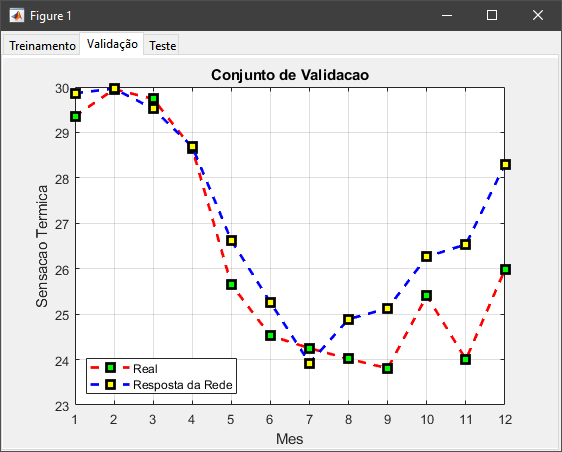 Figure 1
Treinamento Validação Teste
Conjunto de Validacao
30
29
28
27
26
25
24
23
Sensacao Termica
Real
Resposta da Rede
1 2 3 4 5 6 7 8 9 10 11 12
Mes